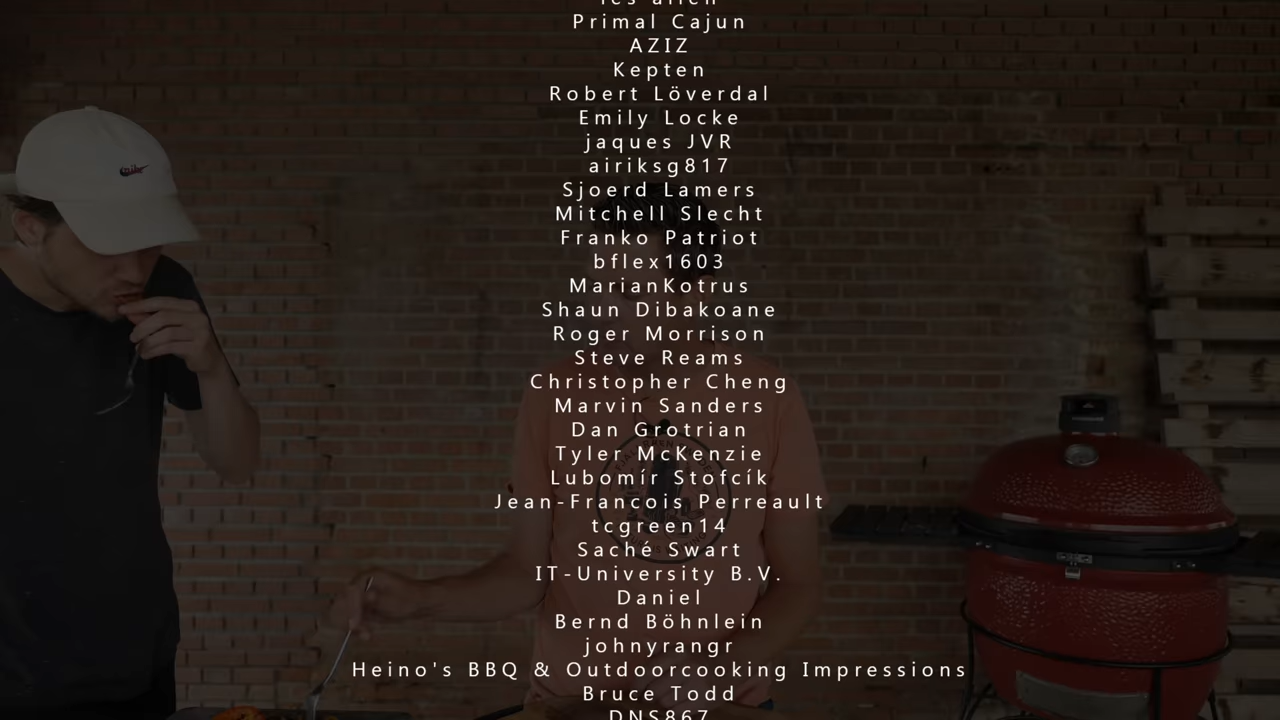 Primal Cajun
AZIZ
Kepten
Robert Löverdal
Emily Locke
jaques JVR
airiksg817
Sjoerd Lamers
Mitchell Slecht
Franko Patriot
bflex1603
MarianKotrus
Shaun Dibakoane
Roger Morrison
Steve Reams
Christopher Cheng
Marvin Sanders
Dan Grotrian
Tyler McKenzie
Lubomír Stofcík
Jean-Francois Perreault
tcgreen14
Saché Swart
IT-University B.V.
Daniel
Bernd Böhnlein
johnyrangr
Heino's BBQ & Outdoorcooking Impressions
Bruce Todd
DNS867